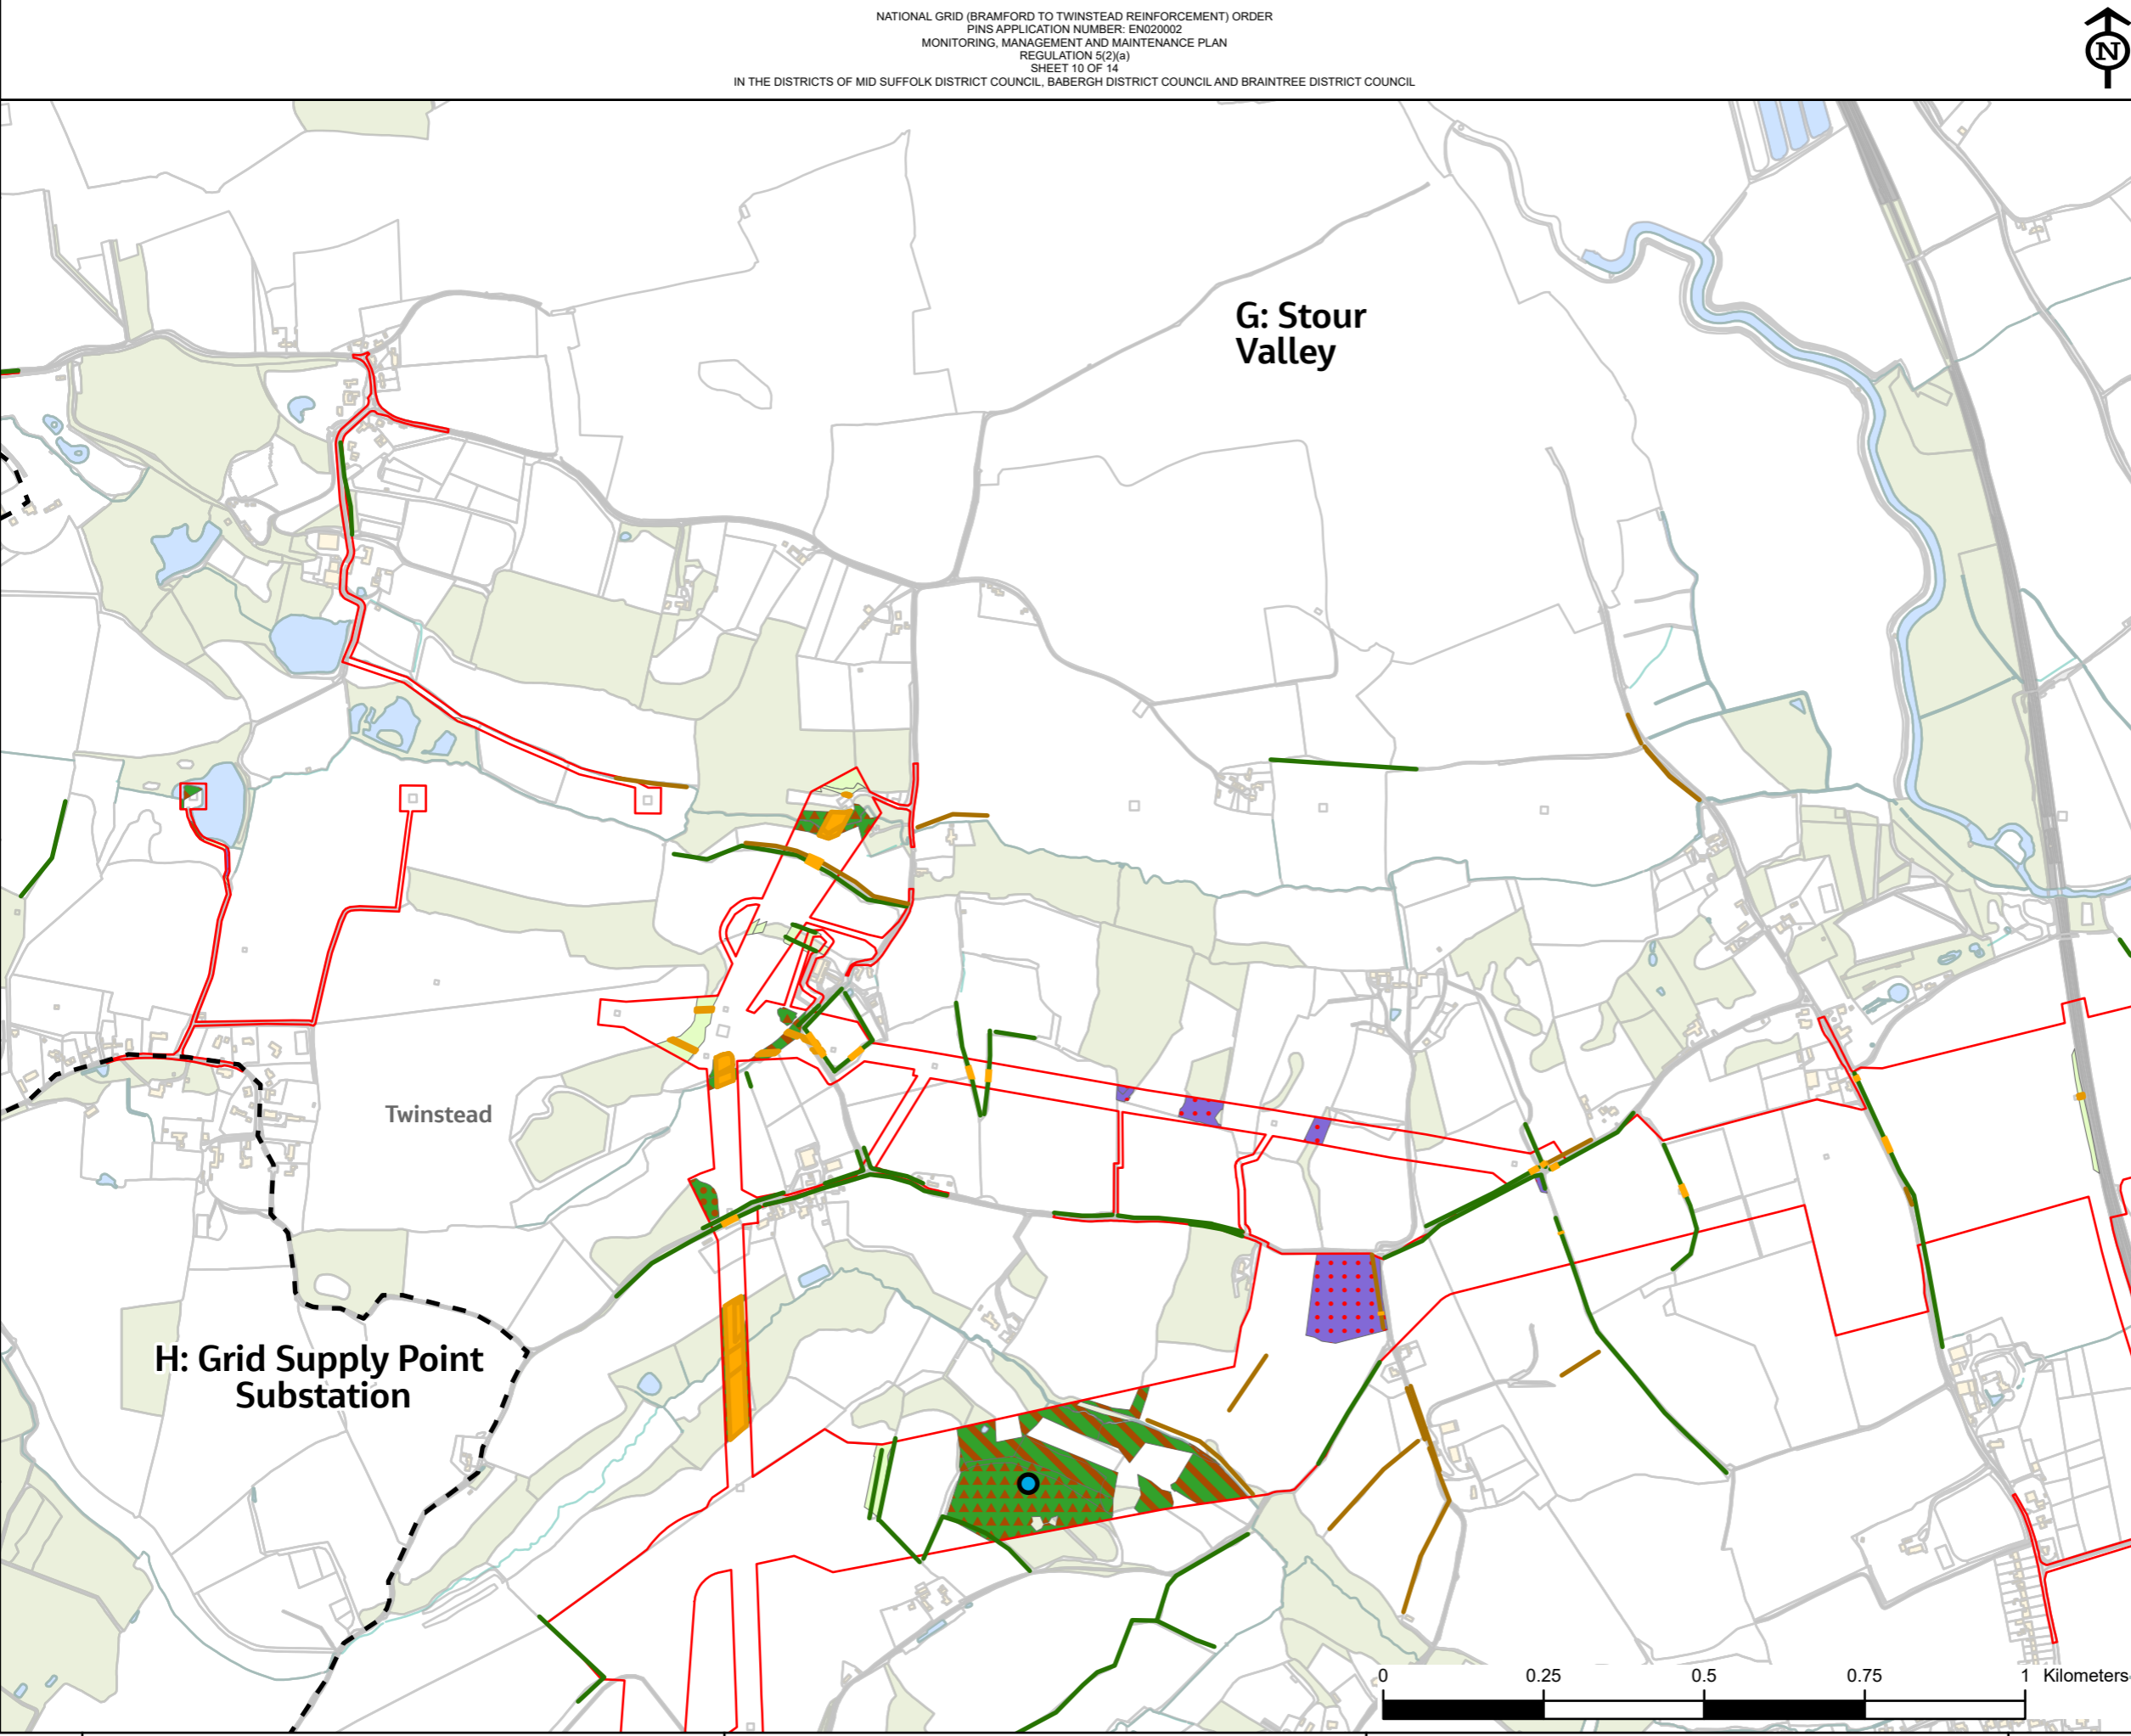 NATIONAL GRID (BRAMFORD TO TWINSTEAD REINFORCEMENT) ORDER
PINS APPLICATION NUMBER: EN020002
MONITORING, MANAGEMENT AND MAINTENANCE PLAN
REGULATION 5(2)(a)
SHEET 10 OF 14
IN THE DISTRICTS OF MID SUFFOLK DISTRICT COUNCIL, BABERGH DISTRICT COUNCIL AND BRAINTREE DISTRICT COUNCIL
N
G: Stour
Valley
Twinstead
H: Grid Supply Point
Substation
0 0.25 0.5 0.75 1 Kilometers